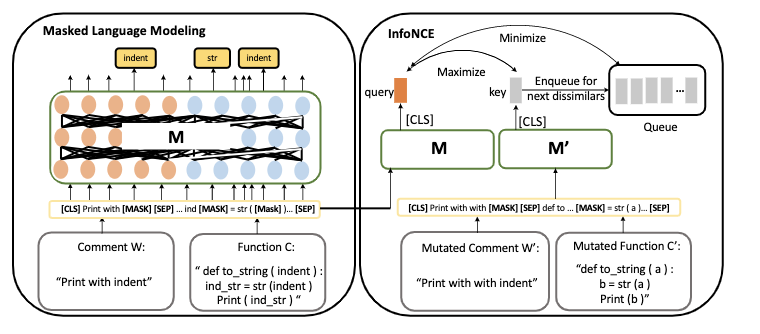 Masked Language Modeling
indent
str
indent
M
[CLS] Print with [MASK] [SEP] ... ind [MASK] = str ( [Mask] )... [SEP]
Comment W:
“Print with indent”
Function C:
“ def to_string ( indent ) :
ind_str = str (indent )
Print ( ind_str ) “
InfoNCE
Minimize
Maximize
query
key
Enqueue for
next dissimilars
...
Queue
[CLS]
[CLS]
M
M’
[CLS] Print with with [MASK] [SEP] def to ... [MASK] = str ( a )... [SEP]
Mutated Comment W’:
“Print with with indent”
Mutated Function C’:
“def to_string ( a ) :
b = str ( a )
Print (b )”